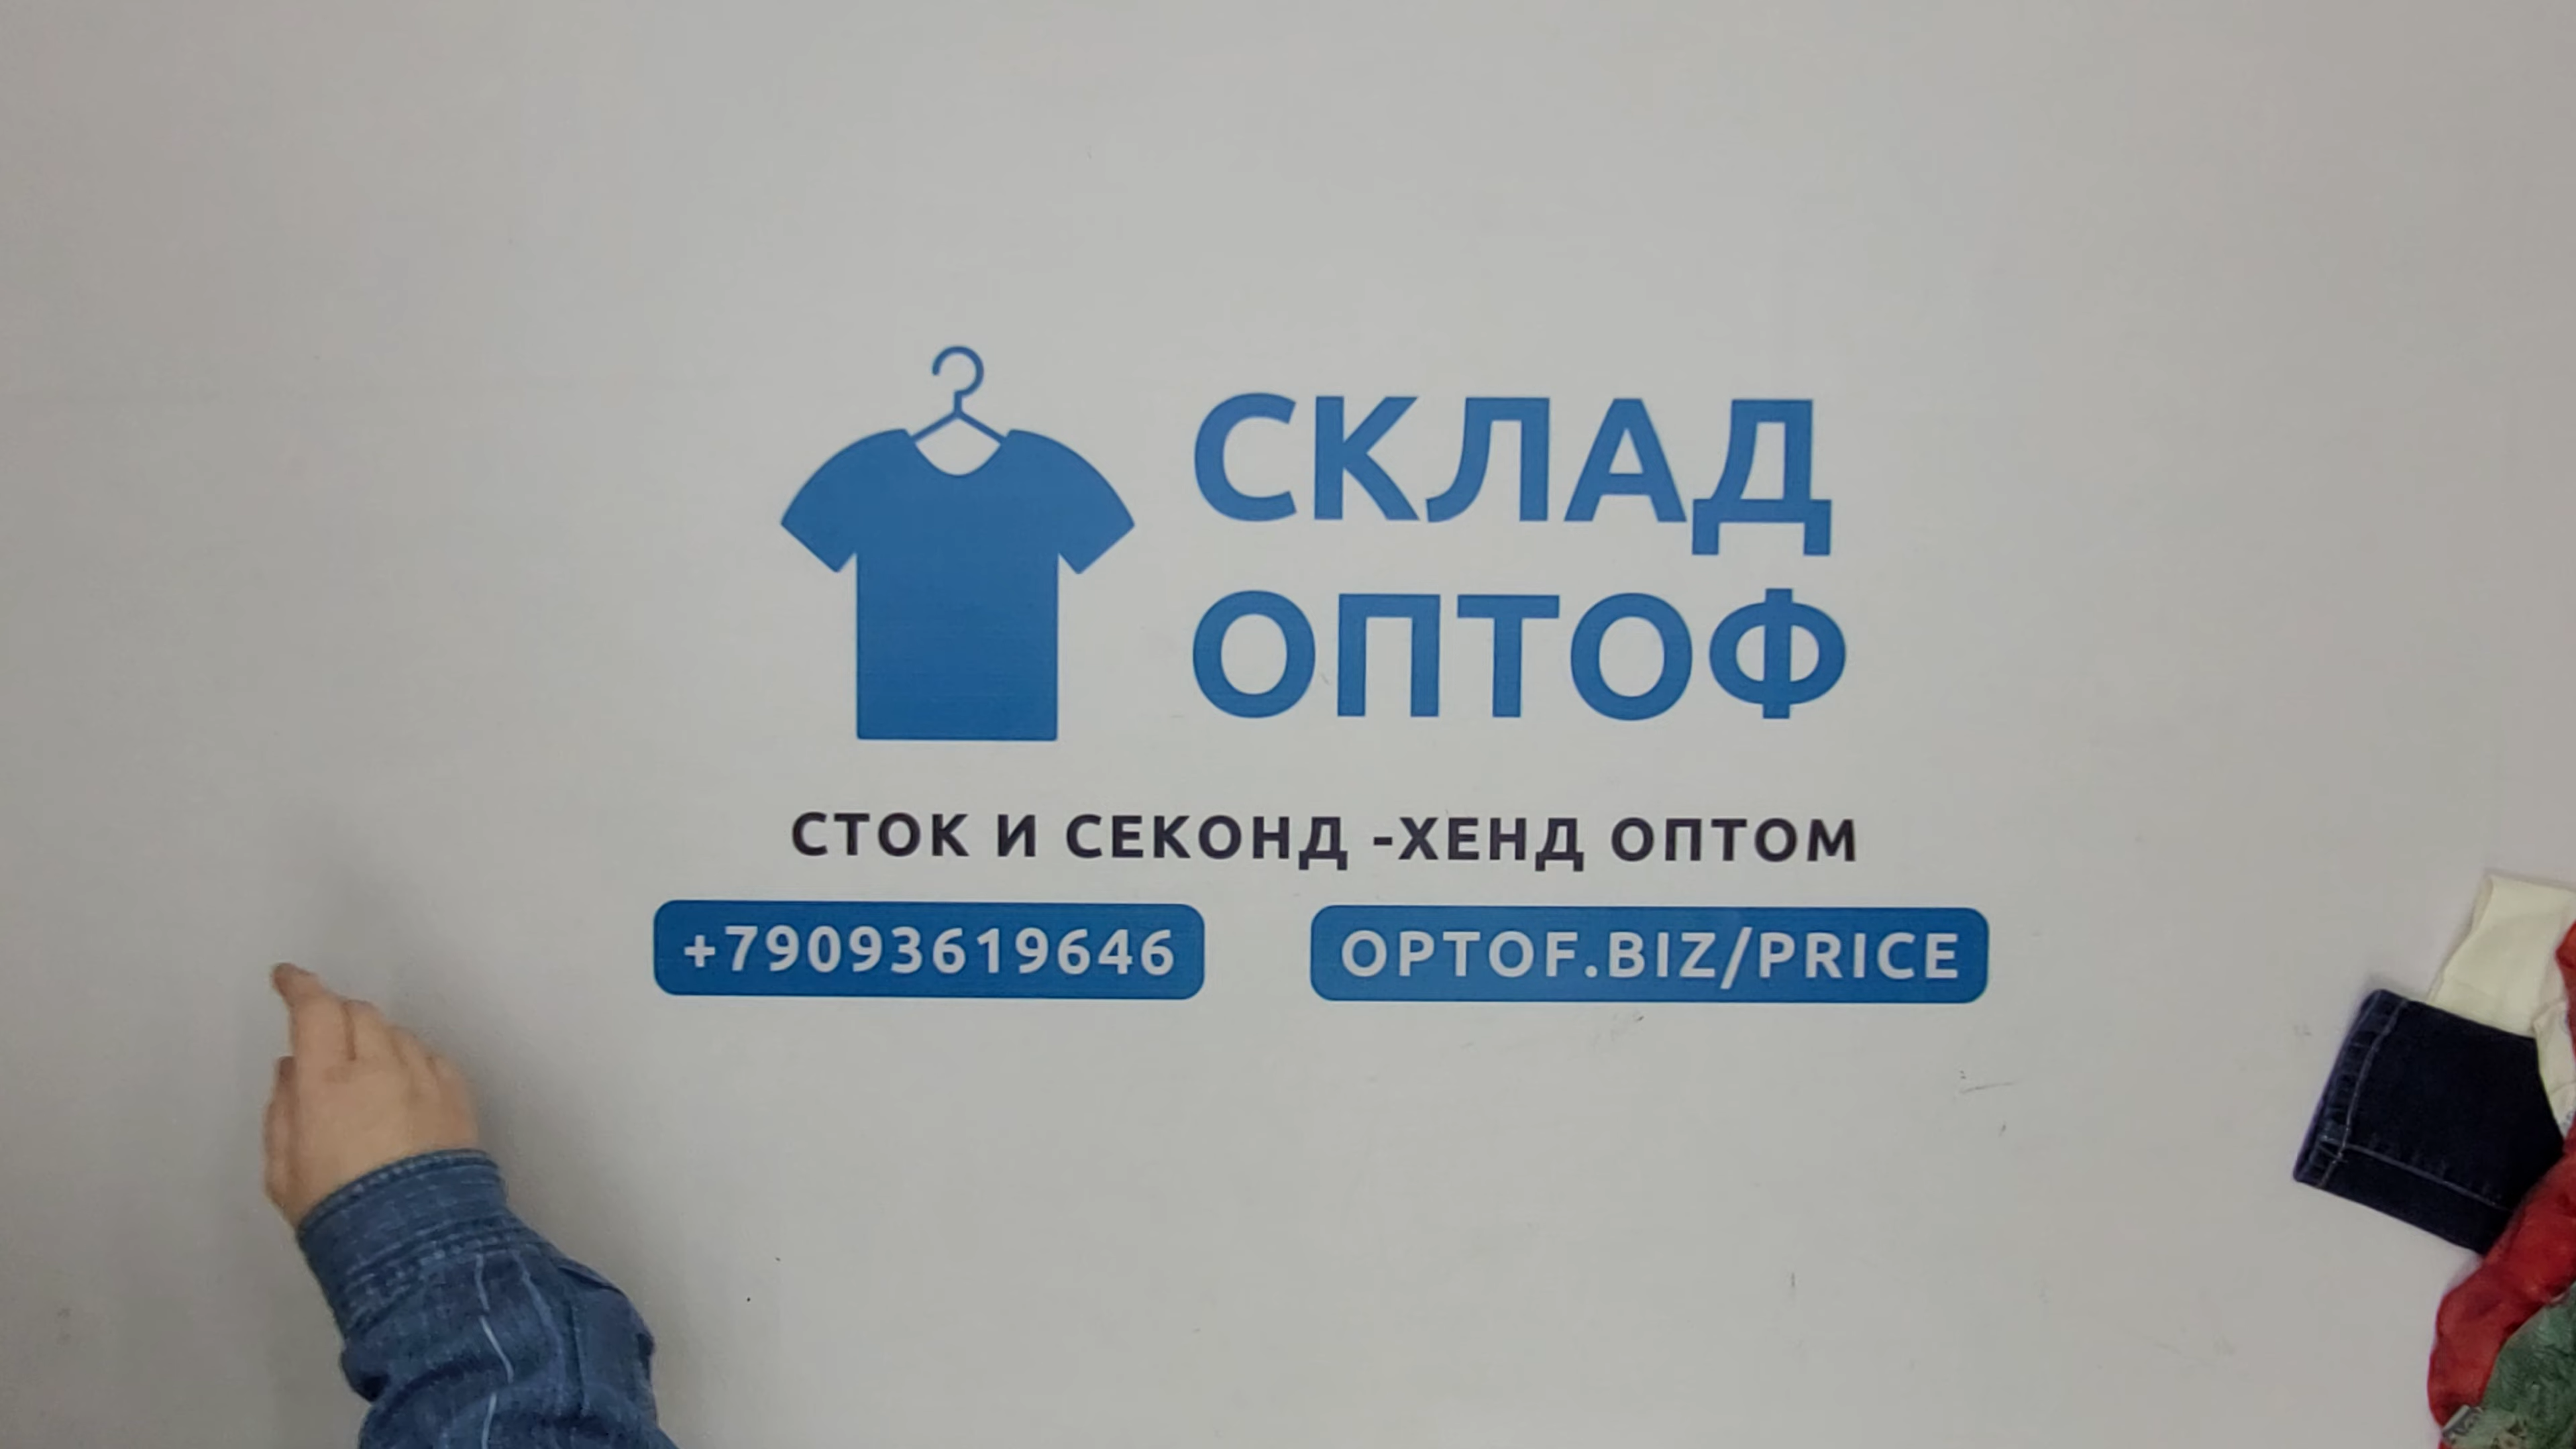 СКЛАД
ОПТОФ
СТОК И СЕКОНД -ХЕНД ОПТОМ
+79093619646
OPTOF.BIZ/PRICE